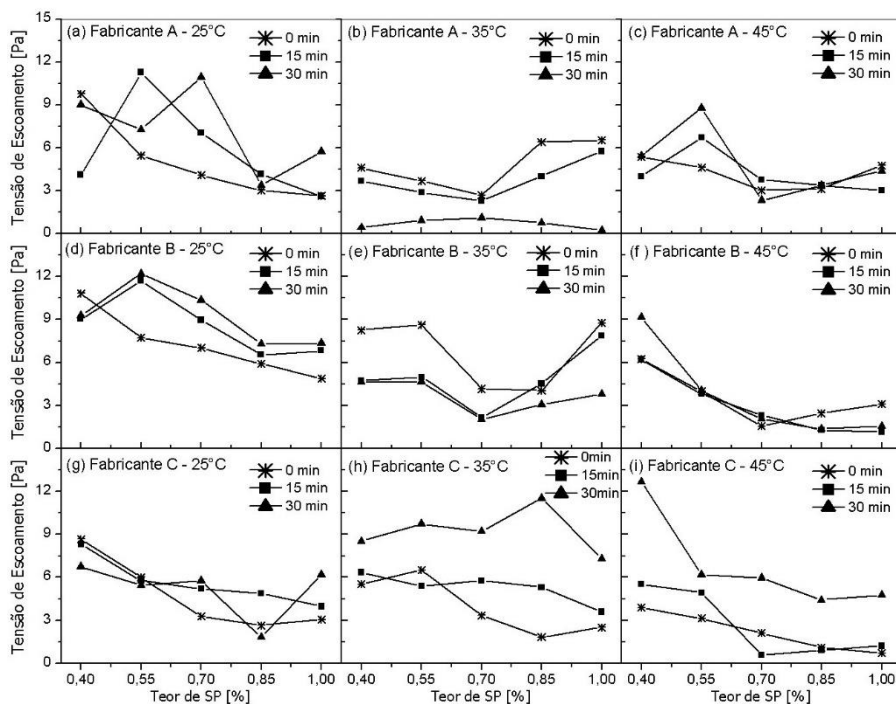 15
12
9
6
3
0
Tensão de Escoamento [Pa]
(a) Fabricante A - 25°C
0 min
15 min
30 min
(b) Fabricante A - 35°C
0 min
15 min
30 min
(c) Fabricante A - 45°C
0 min
15 min
30 min
12
9
6
3
0
Tensão de Escoamento [Pa]
(d) Fabricante B - 25°C
0 min
15 min
30 min
(e) Fabricante B - 35°C
0 min
15 min
30 min
(f) Fabricante B - 45°C
0 min
15 min
30 min
12
9
6
3
0
Tensão de Escoamento [Pa]
(g) Fabricante C - 25°C
0 min
15 min
30 min
(h) Fabricante C - 35°C
0min
15min
30min
(i) Fabricante C - 45°C
0 min
15 min
30 min
0,40 0,55 0,70 0,85 1,00
Teor de SP [%]
0,40 0,55 0,70 0,85 1,00
Teor de SP [%]
0,40 0,55 0,70 0,85 1,00
Teor de SP [%]